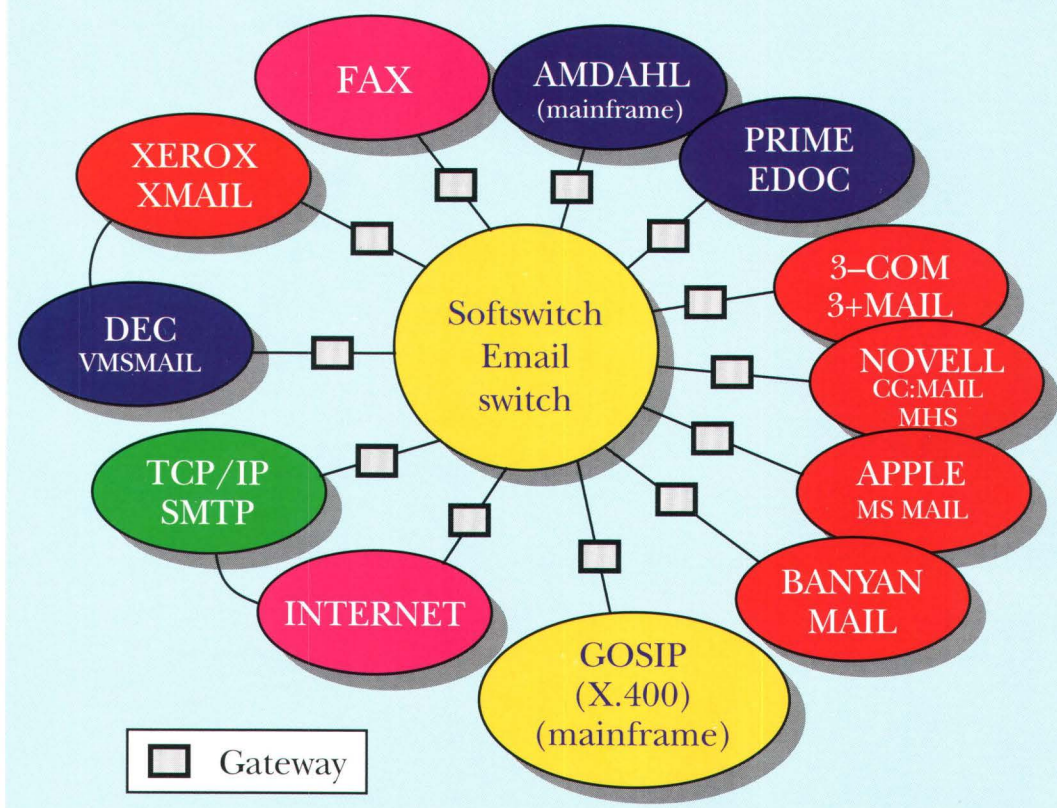 FAX
AMDAHL
(mainframe)
PRIME
EDOC
XEROX
XMAIL
3–COM
3+MAIL
Softswitch
Email
switch
DEC
VMSMAIL
NOVELL
CC:MAIL
MHS
TCP/IP
SMTP
APPLE
MS MAIL
INTERNET
BANYAN
MAIL
GOSIP
(X.400)
(mainframe)
Gateway